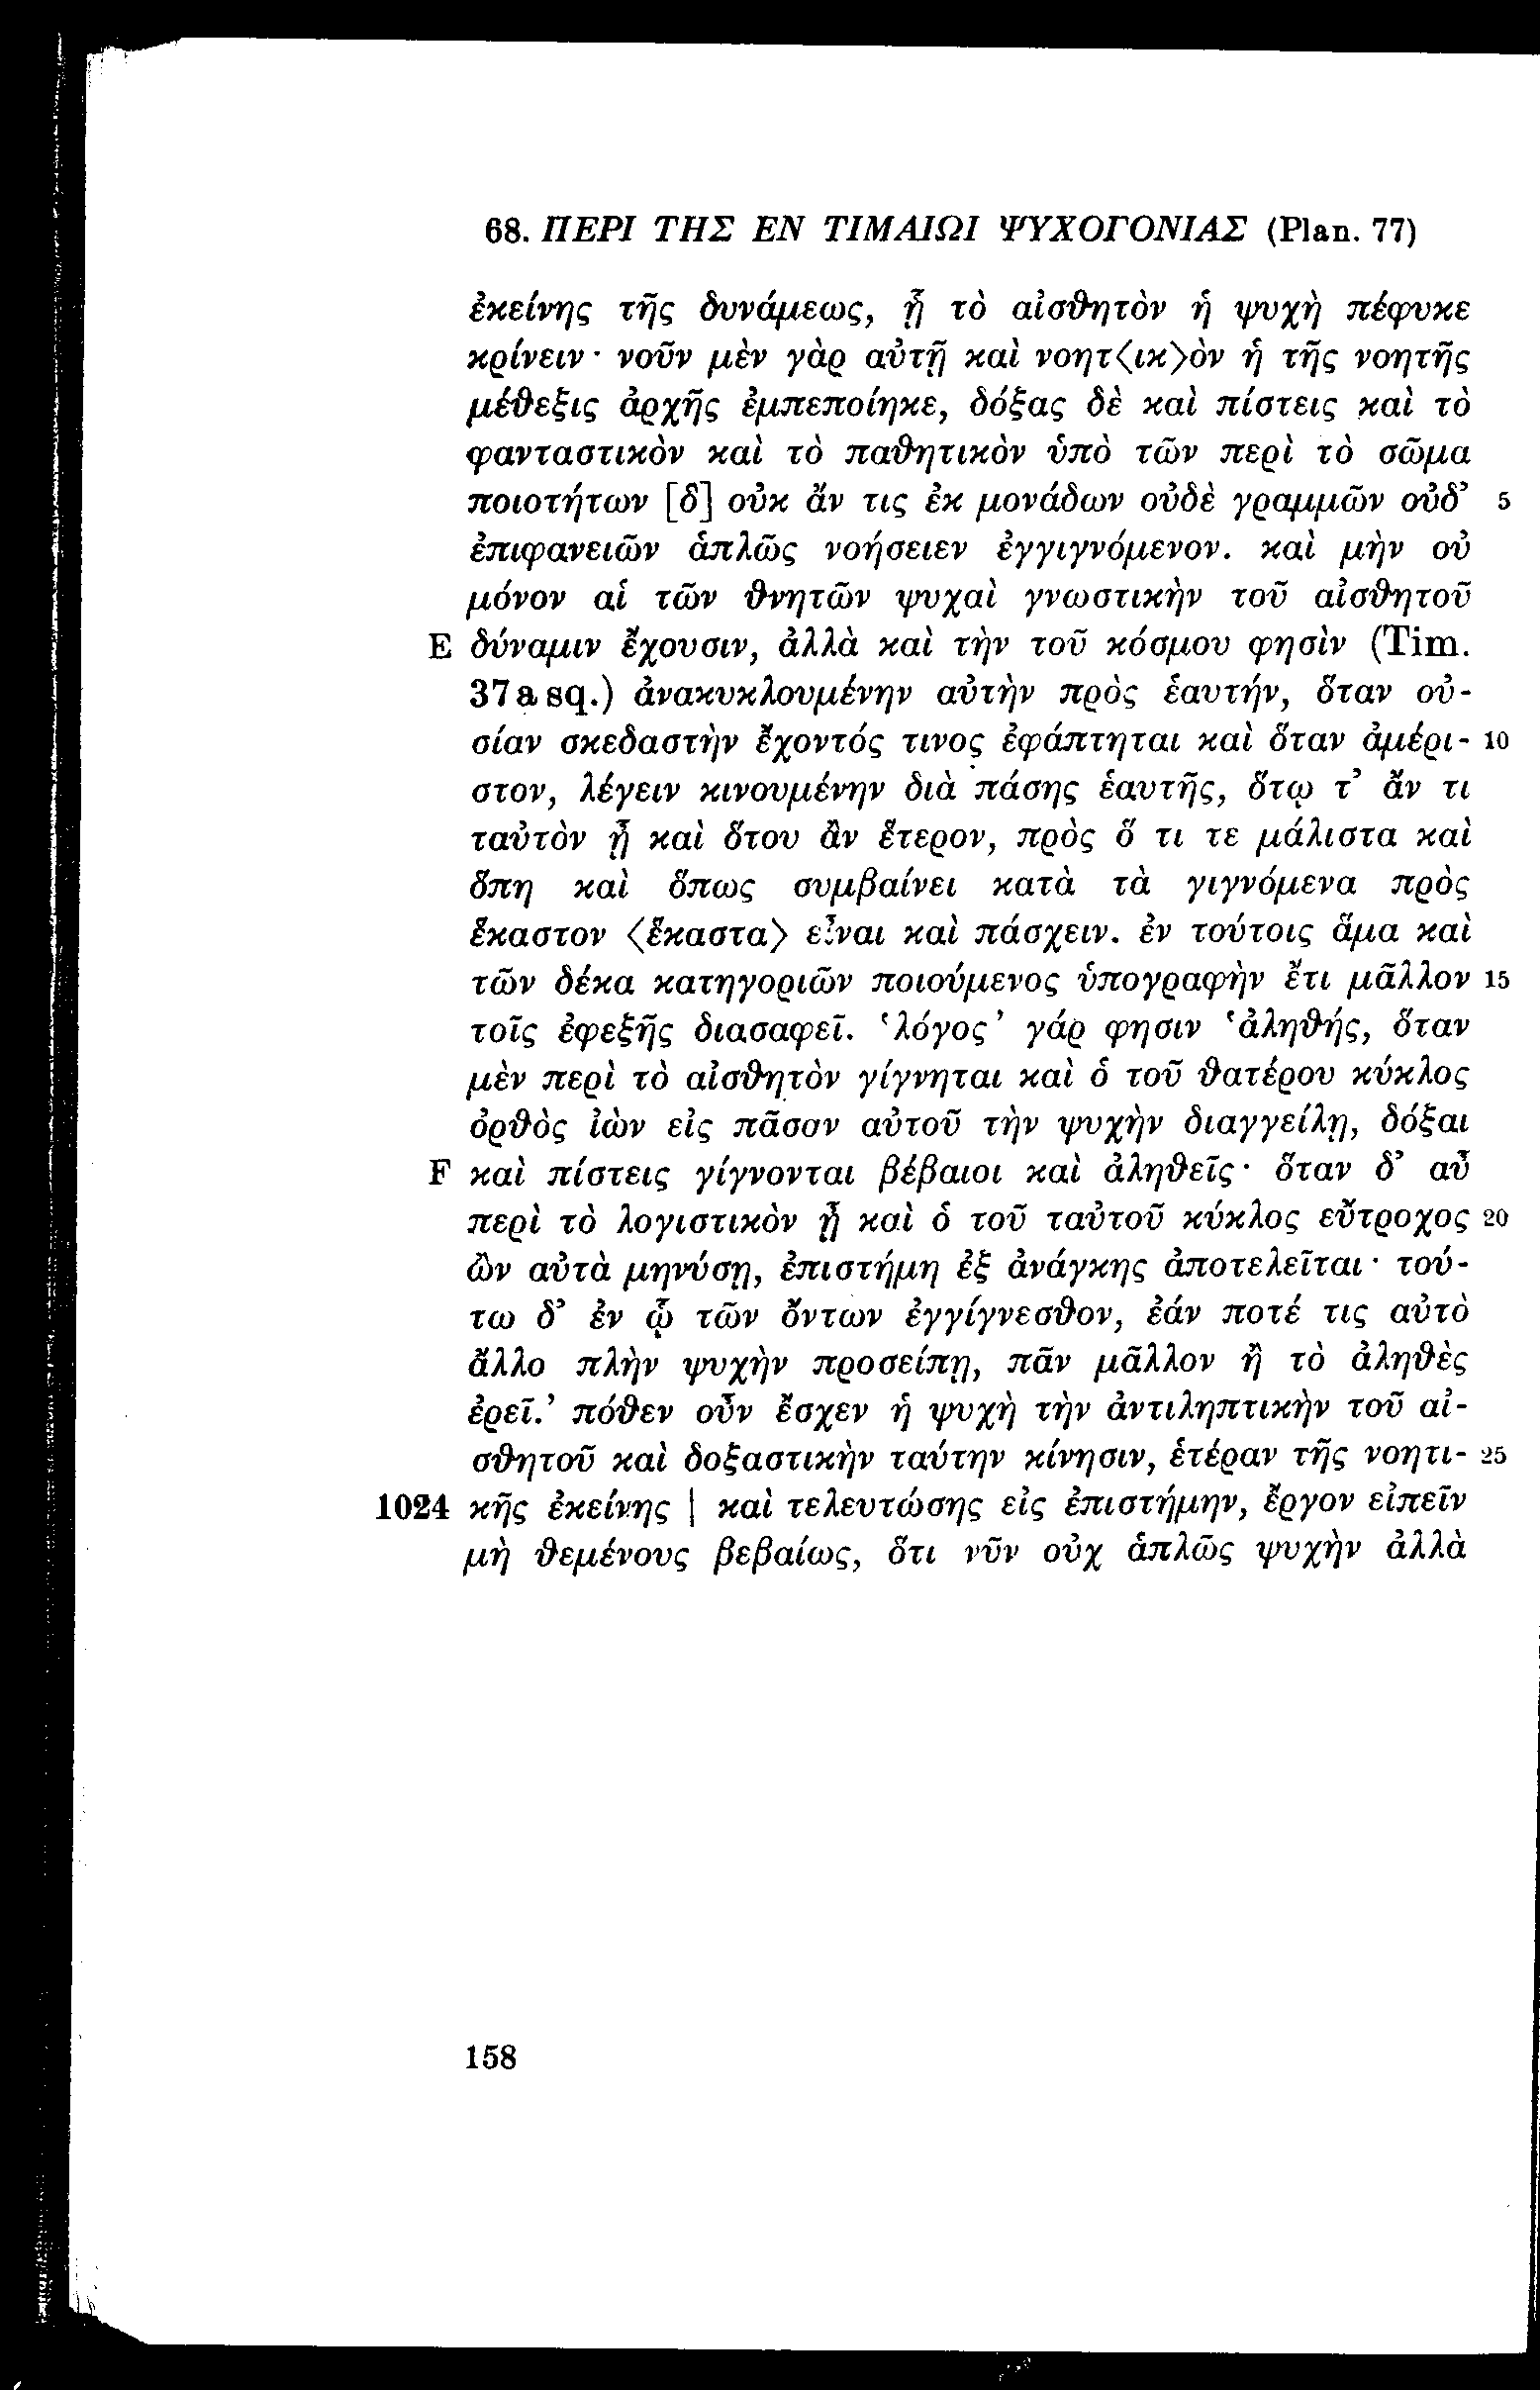 68. ΠΕΡΙ ΤΗΣ ΕΝ ΤΙΜΑΙΩΙ ΨΥΧΟΓΟΝΙΑΣ (Plan. 77)
ἐκείνης τῆς δυνάμεως, ᾗ τὸ αἰσθητὸν ἡ ψυχὴ πέφυκε
κρίνειν· νοῦν μὲν γὰρ αὐτῇ καὶ νοητ〈ικ〉ὸν ἡ τῆς νοητῆς
μέθεξις ἀρχῆς ἐμπεποίηκε, δόξας δὲ καὶ πίστεις καὶ τὸ
φανταστικὸν καὶ τὸ παθητικὸν ὑπὸ τῶν περὶ τὸ σῶμα
ποιοτήτων [δ] οὐκ ἄν τις ἐκ μονάδων οὐδὲ γραμμῶν οὐδ’ 5
ἐπιφανειῶν ἁπλῶς νοήσειεν ἐγγιγνόμενον. καὶ μὴν οὐ
μόνον αἱ τῶν θνητῶν ψυχαὶ γνωστικὴν τοῦ αἰσθητοῦ
E δύναμιν ἔχουσιν, ἀλλὰ καὶ τὴν τοῦ κόσμου φησὶν (Tim.
37 a sq.) ἀνακυκλουμένην αὐτὴν πρὸς ἑαυτήν, ὅταν οὐ-
σίαν σκεδαστὴν ἔχοντός τινος ἐφάπτηται καὶ ὅταν ἀμέρι- 10
στον, λέγειν κινουμένην διὰ πάσης ἑαυτῆς, ὅτῳ τ’ ἄν τι
ταὐτὸν ᾖ καὶ ὅτου ἂν ἕτερον, πρὸς ὅ τι τε μάλιστα καὶ
ὅπη καὶ ὅπως συμβαίνει κατὰ τὰ γιγνόμενα πρὸς
ἕκαστον 〈ἕκαστα〉 εἶναι καὶ πάσχειν. ἐν τούτοις ἅμα καὶ
τῶν δέκα κατηγοριῶν ποιούμενος ὑπογραφὴν ἔτι μᾶλλον 15
τοῖς ἐφεξῆς διασαφεῖ. ‘λόγος’ γάρ φησιν ‘ἀληθής, ὅταν
μὲν περὶ τὸ αἰσθητὸν γίγνηται καὶ ὁ τοῦ θατέρου κύκλος
ὀρθὸς ἰὼν εἰς πᾶσαν αὐτοῦ τὴν ψυχὴν διαγγείλῃ, δόξαι
F καὶ πίστεις γίγνονται βέβαιοι καὶ ἀληθεῖς· ὅταν δ’ αὖ
περὶ τὸ λογιστικὸν ᾖ καὶ ὁ τοῦ ταὐτοῦ κύκλος εὔτροχος 20
ὢν αὐτὰ μηνύσῃ, ἐπιστήμη ἐξ ἀνάγκης ἀποτελεῖται· τού-
τω δ’ ἐν ᾧ τῶν ὄντων ἐγγίγνεσθον, ἐάν ποτέ τις αὐτὸ
ἄλλο πλὴν ψυχὴν προσείπῃ, πᾶν μᾶλλον ἢ τὸ ἀληθὲς
ἐρεῖ.’ πόθεν οὖν ἔσχεν ἡ ψυχὴ τὴν ἀντιληπτικὴν τοῦ αἰ-
σθητοῦ καὶ δοξαστικὴν ταύτην κίνησιν, ἑτέραν τῆς νοητι- 25
1024 κῆς ἐκείνης | καὶ τελευτώσης εἰς ἐπιστήμην, ἔργον εἰπεῖν
μὴ θεμένους βεβαίως, ὅτι νῦν οὐχ ἁπλῶς ψυχὴν ἀλλὰ
158